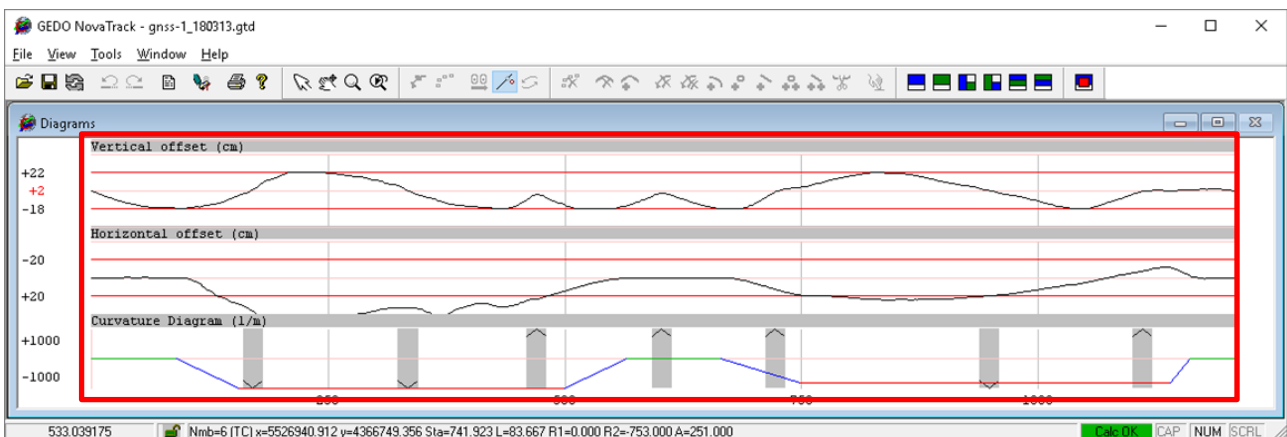 GEDO NovaTrack - gnss-1_180313.gtd
File View Tools Window Help
Diagrams
Vertical offset (cm)
+22
+2
-18
Horizontal offset (cm)
-20
+20
Curvature Diagram (1/m)
+1000
-1000
250 500 750 1000
533.039175 Nmb=6 (TC) x=5526940.912 y=4366749.356 Sta=741.923 L=83.667 R1=0.000 R2=-753.000 A=251.000 Calc OK CAP NUM SCRL